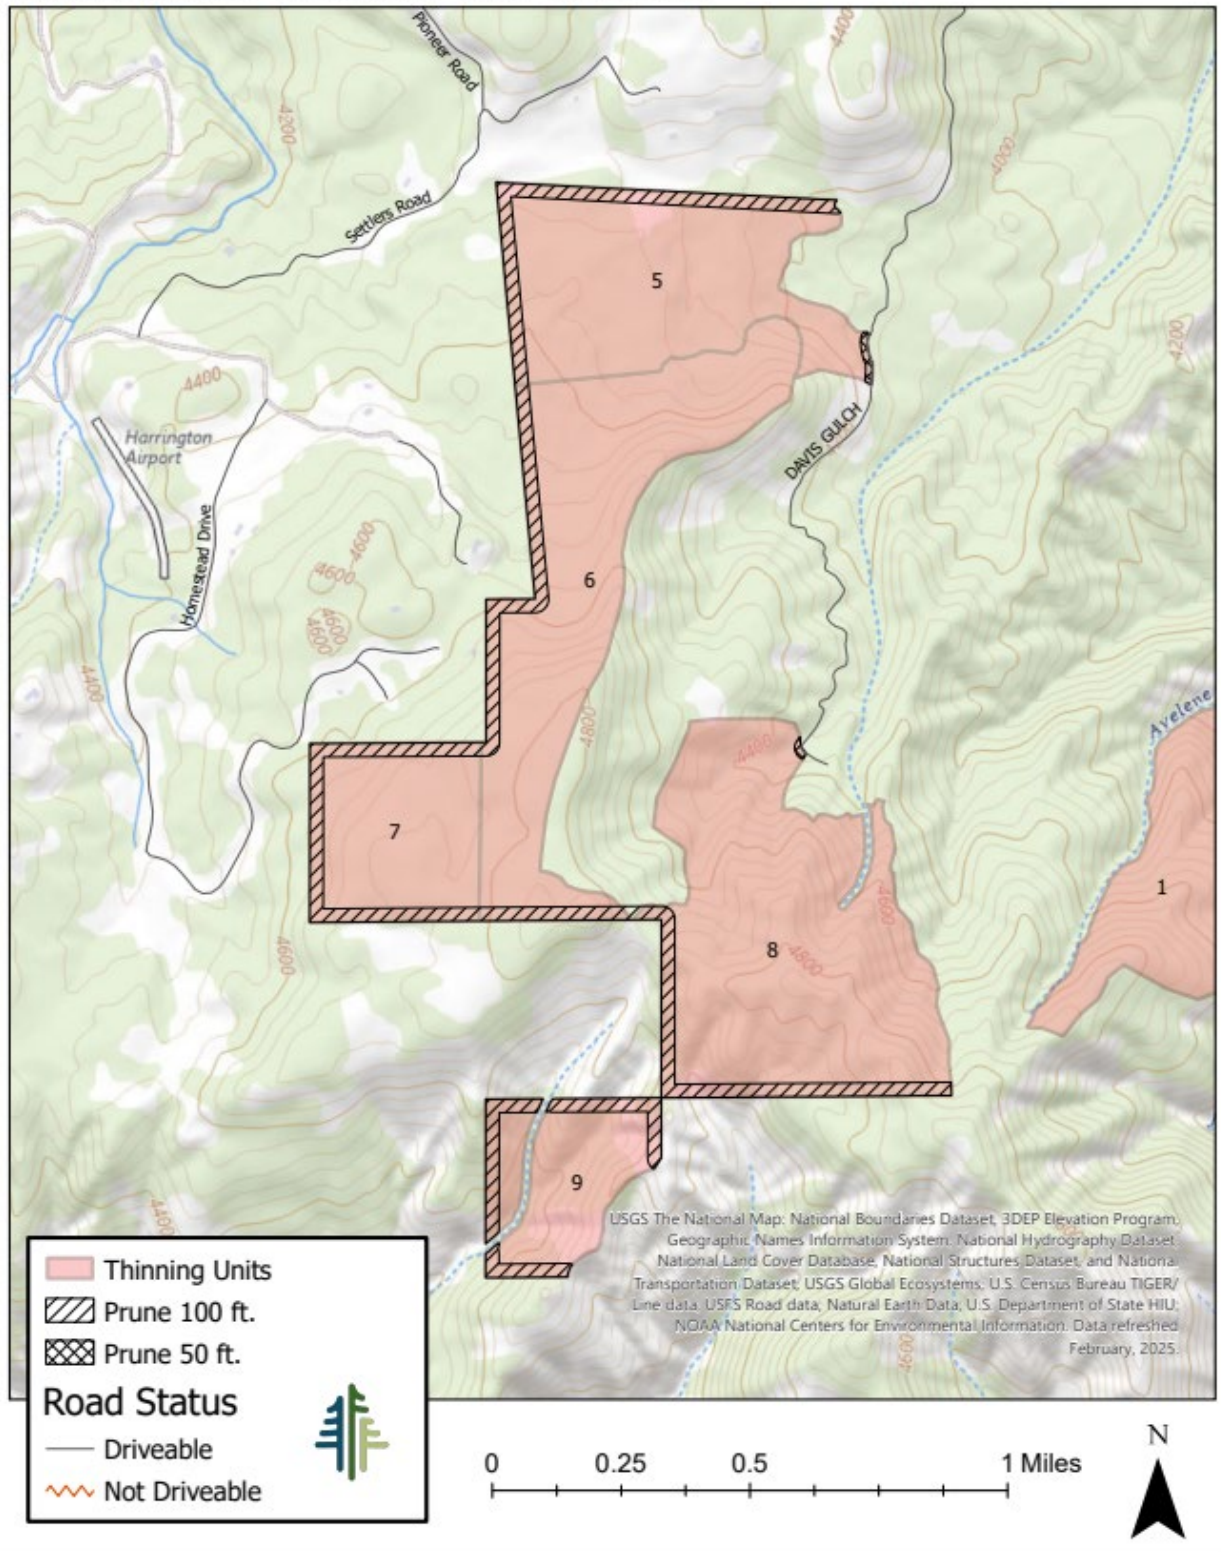 Pioneer Road
4400
4200
4000
Settlers Road
5
4200
4400
Harrington
Airport
DAVIS GULCH
Homestead Drive
4600
4600
6
4600
4600
4400
4800
Avelene
4400
7
1
4600
8
4800
4600
9
4400
USGS The National Map: National Boundaries Dataset, 3DEP Elevation Program,
Geographic Names Information System, National Hydrography Dataset,
National Land Cover Database, National Structures Dataset, and National
Transportation Dataset; USGS Global Ecosystems; U.S. Census Bureau TIGER/
Line data; USFS Road data; Natural Earth Data; U.S. Department of State HIU;
NOAA National Centers for Environmental Information. Data refreshed
February, 2025.
4600
Thinning Units
Prune 100 ft.
Prune 50 ft.
Road Status
Driveable
Not Driveable
0 0.25 0.5 1 Miles
N